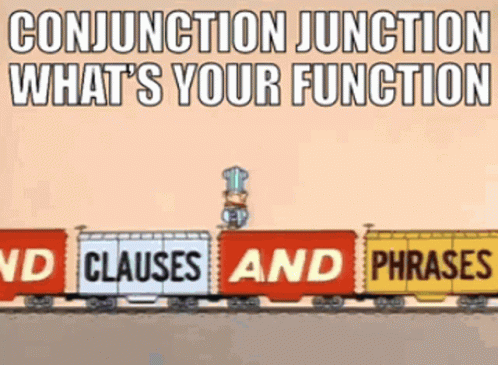 CONJUNCTION JUNCTION
WHAT'S YOUR FUNCTION
ND CLAUSES AND PHRASES